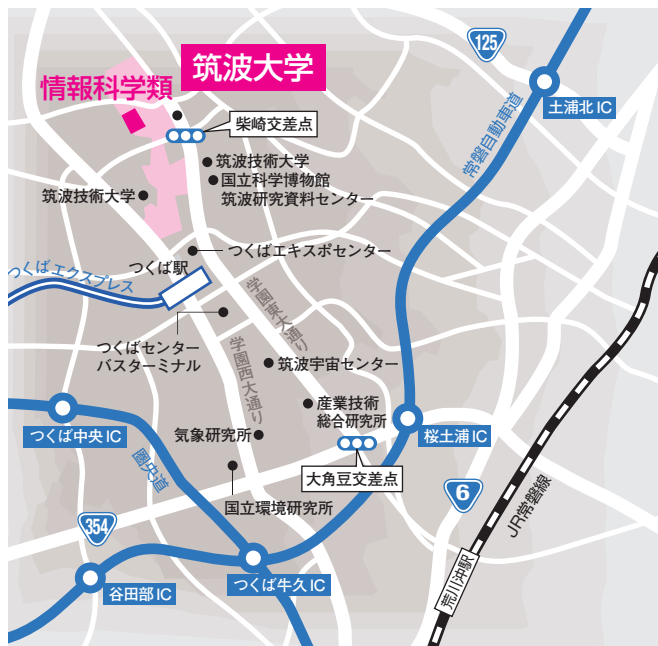 125
筑波大学
情報科学類
土浦北IC
柴崎交差点
常磐自動車道
筑波技術大学
国立科学博物館
筑波研究資料センター
筑波技術大学
つくばエキスポセンター
つくば駅
つくばエクスプレス
学園東大通り
つくばセンター
バスターミナル
学園西大通り
筑波宇宙センター
産業技術
総合研究所
つくば中央IC
気象研究所
桜土浦IC
圏央道
大角豆交差点
6
国立環境研究所
JR常磐線
354
つくば牛久IC
谷田部IC
荒川沖駅